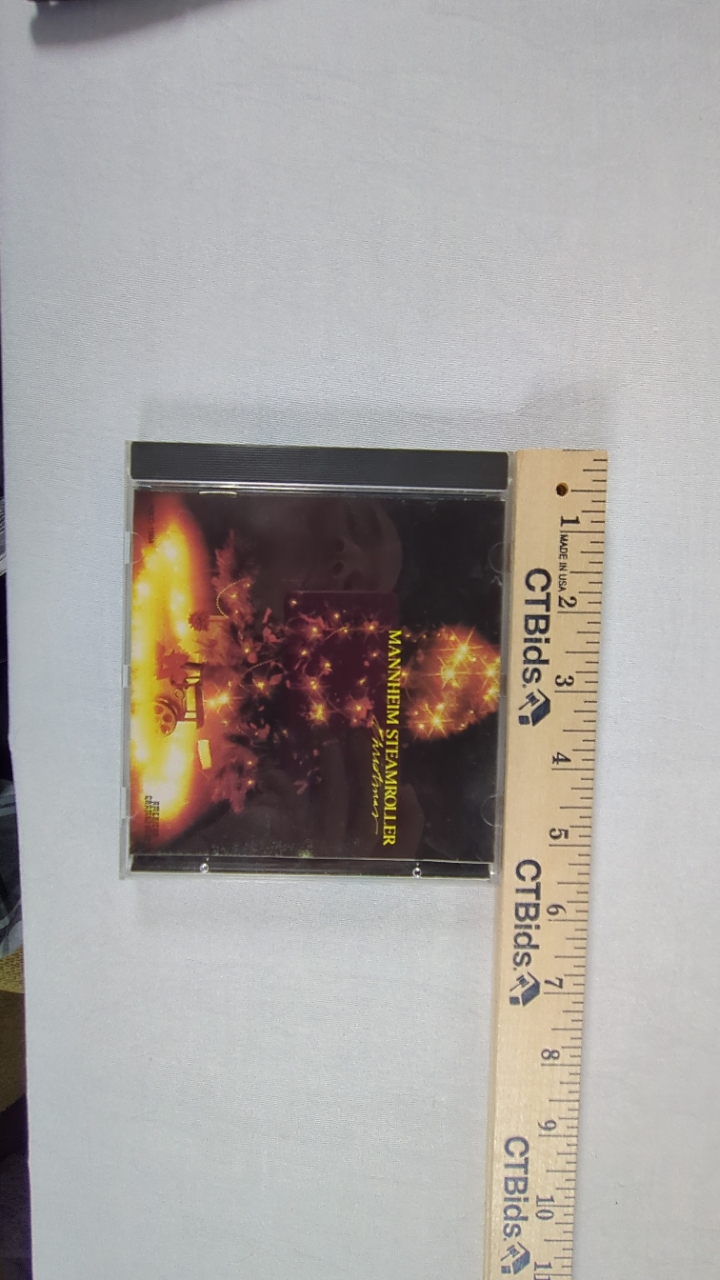 MANNHEIM STEAMROLLER
Christmas
1
MADE IN USA
2
3
4
5
6
7
8
9
10
11
CTBids.
CTBids.
CTBids.